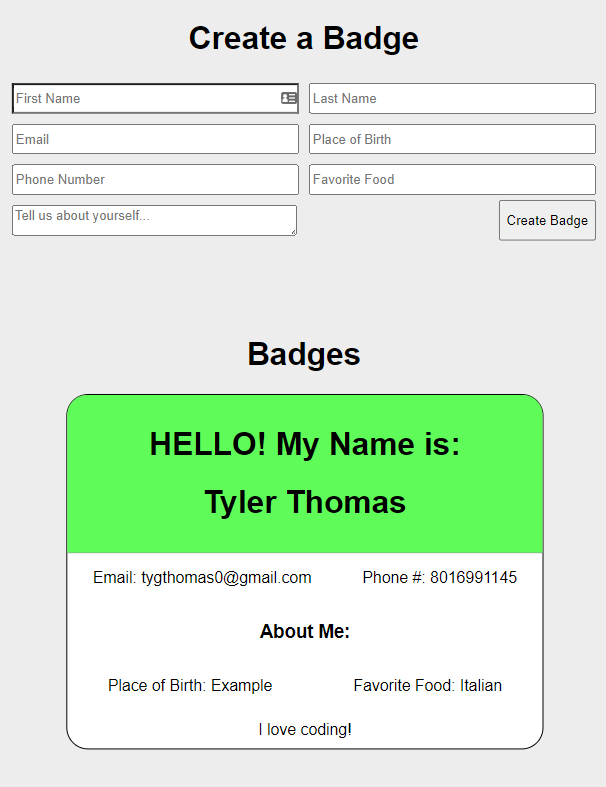 Create a Badge
First Name
Last Name
Email
Place of Birth
Phone Number
Favorite Food
Tell us about yourself...
Create Badge
Badges
HELLO! My Name is:
Tyler Thomas
Email: tygthomas0@gmail.com
Phone #: 8016991145
About Me:
Place of Birth: Example
Favorite Food: Italian
I love coding!